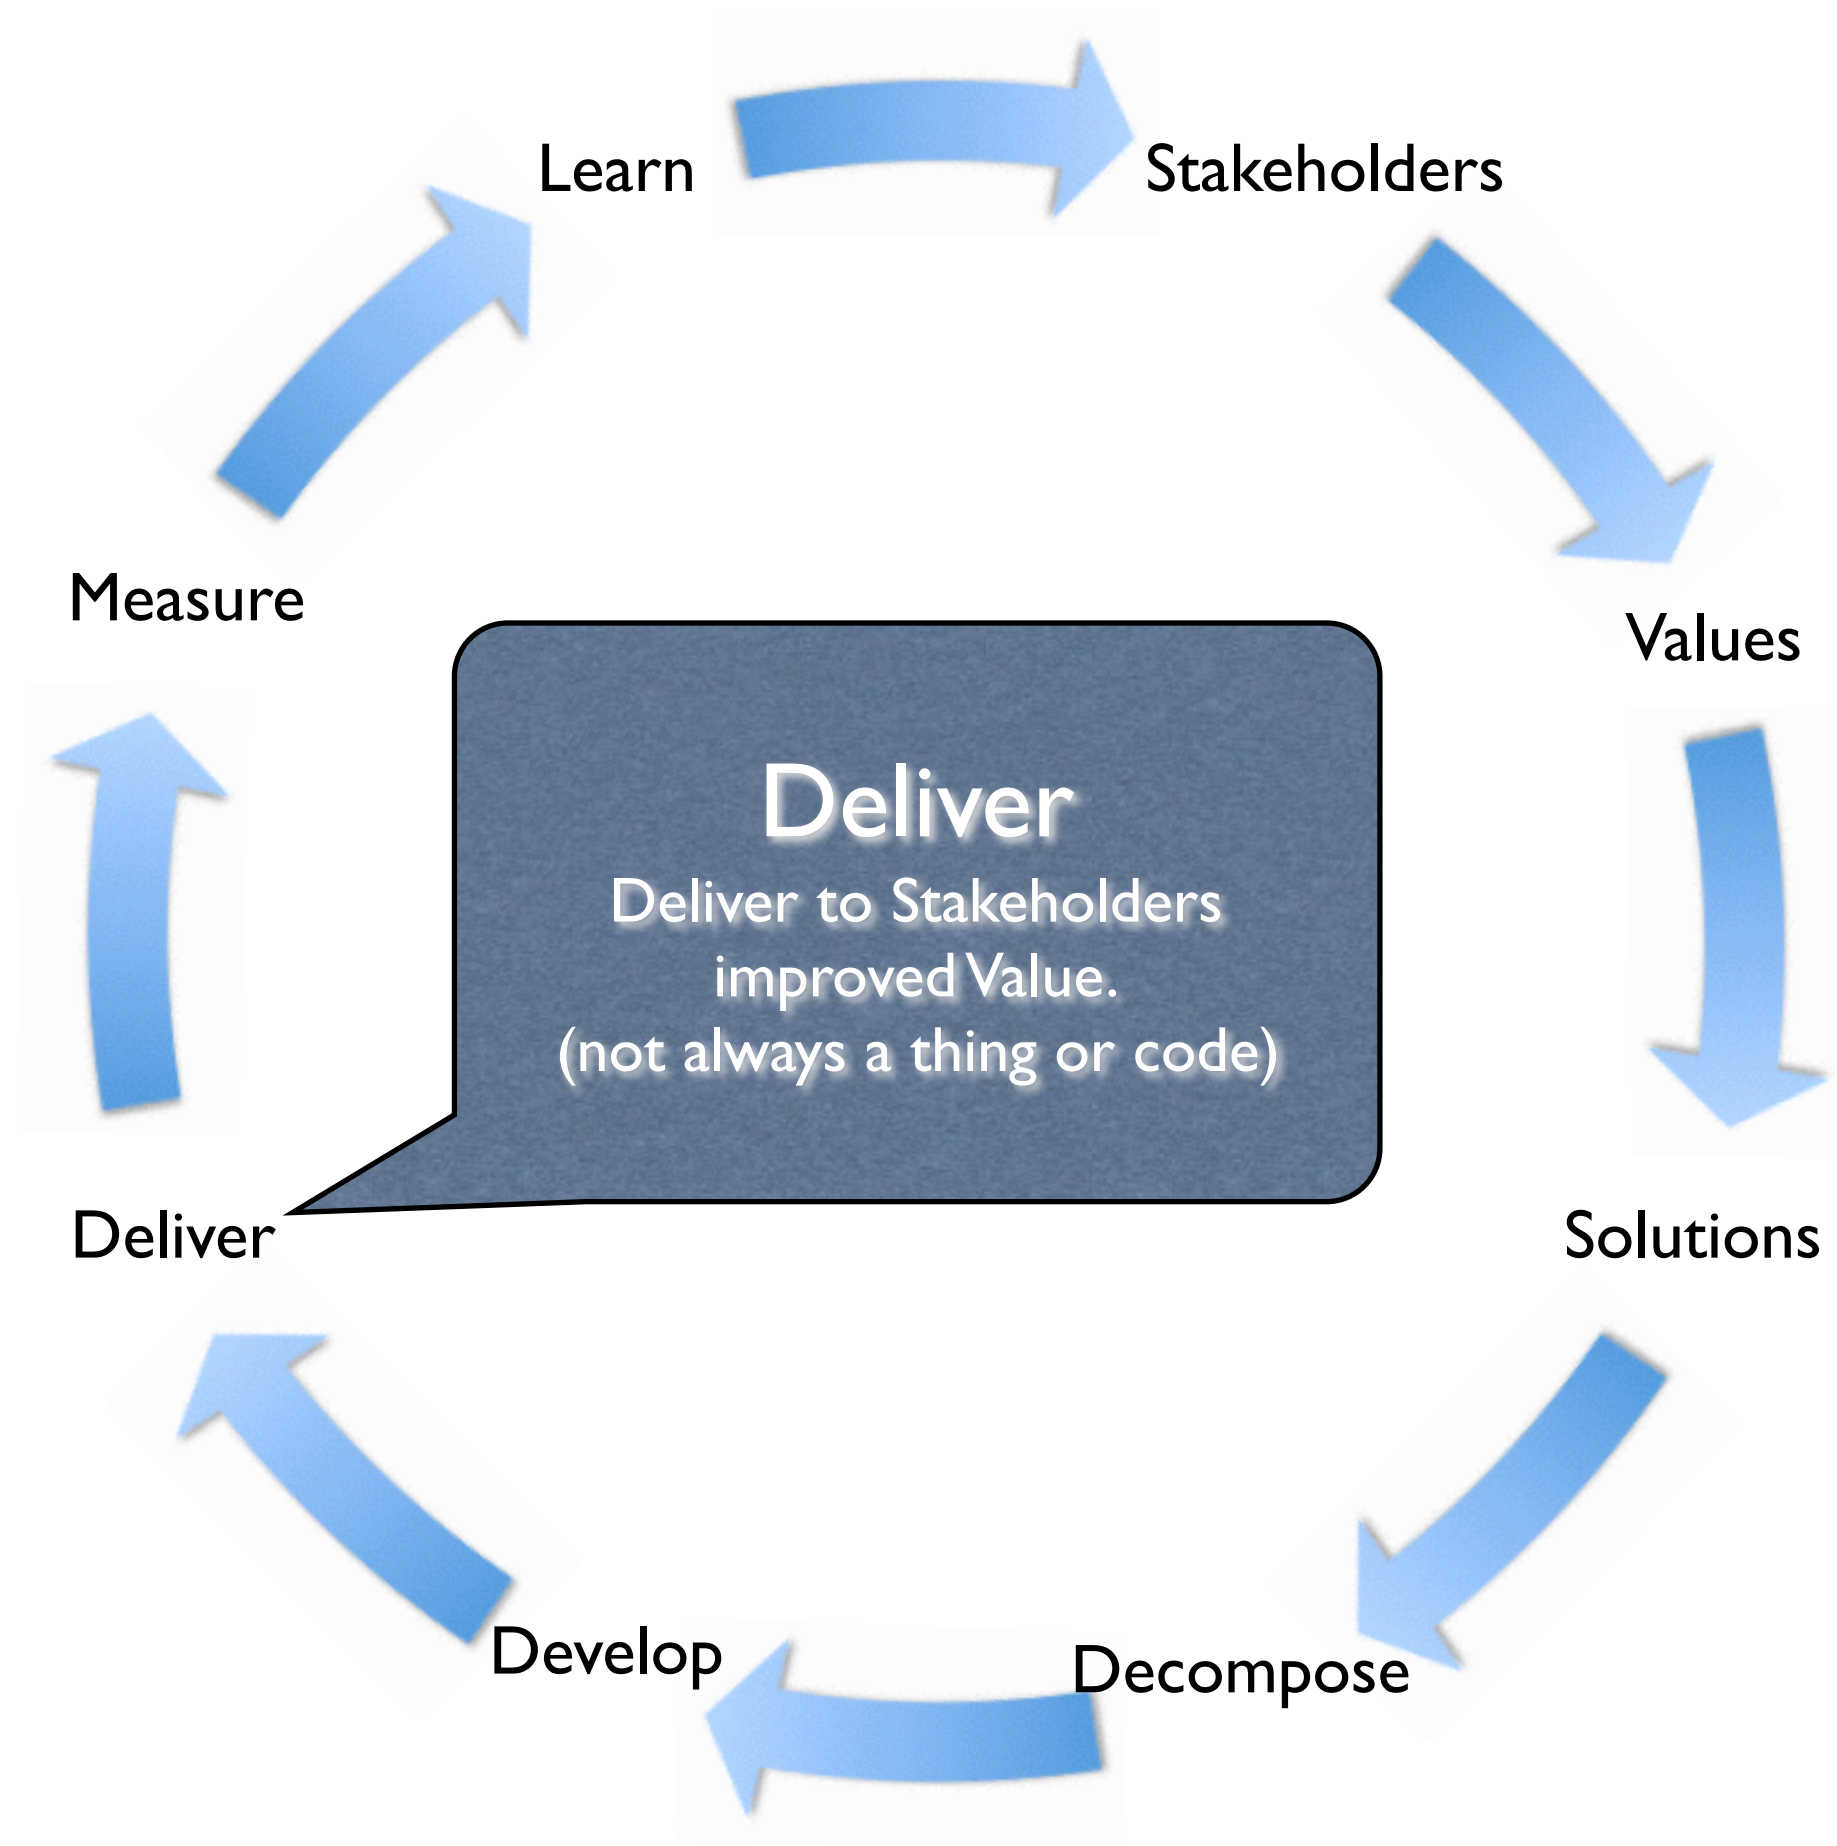 Learn
Stakeholders
Measure
Values
Deliver
Deliver to Stakeholders
improved Value.
(not always a thing or code)
Deliver
Solutions
Develop
Decompose